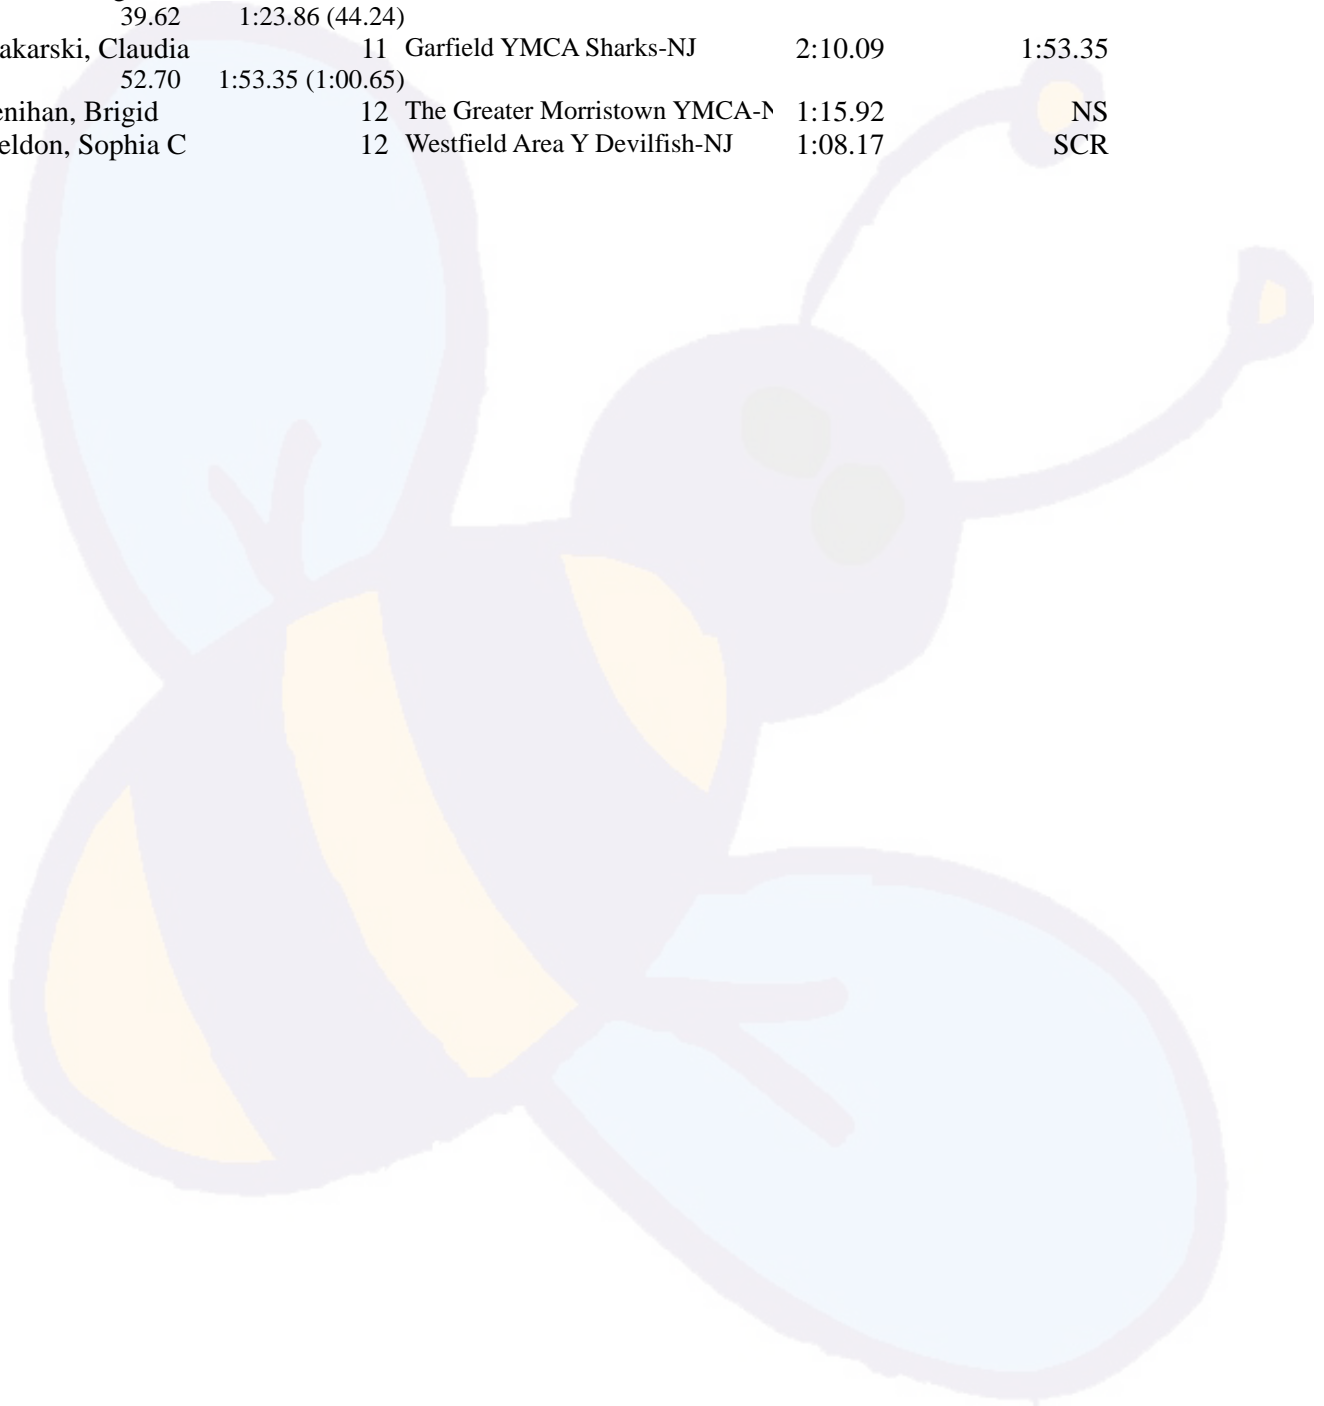 39.62 1:23.86 (44.24)
akarski, Claudia 11 Garfield YMCA Sharks-NJ 2:10.09 1:53.35
52.70 1:53.35 (1:00.65)
enihan, Brigid 12 The Greater Morristown YMCA-N 1:15.92 NS
eldon, Sophia C 12 Westfield Area Y Devilfish-NJ 1:08.17 SCR